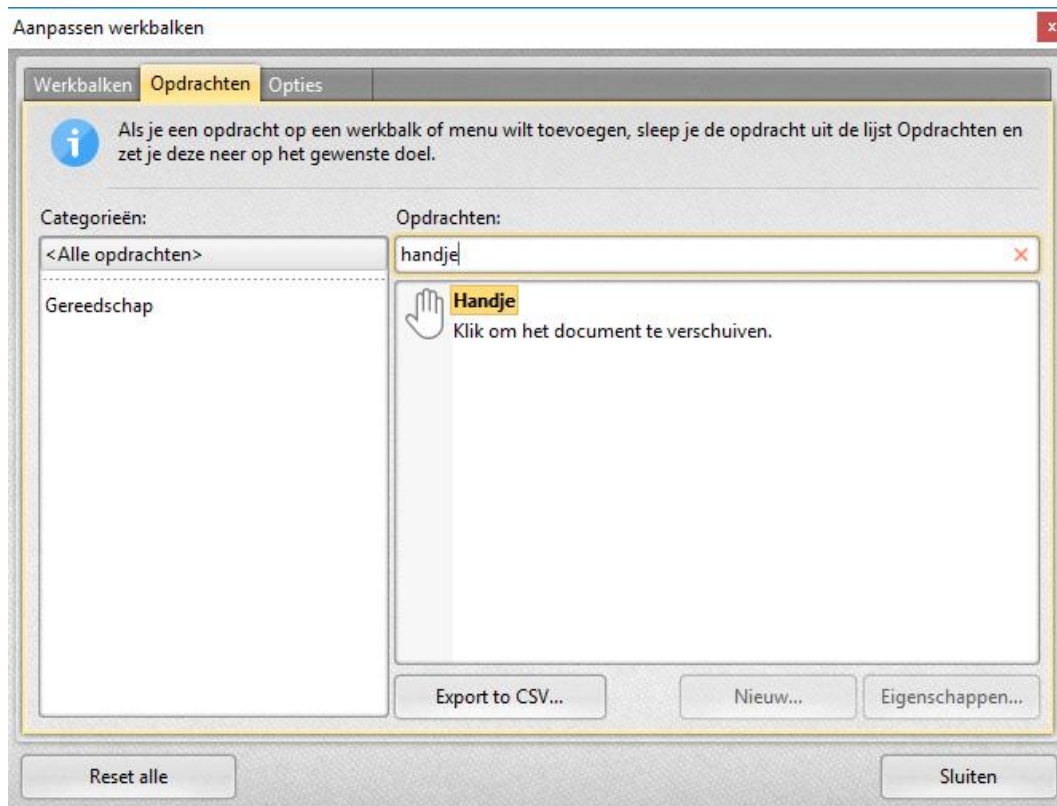 Aanpassen werkbalken
x
Werkbalken Opdrachten Opties
Als je een opdracht op een werkbalk of menu wilt toevoegen, sleep je de opdracht uit de lijst Opdrachten en
zet je deze neer op het gewenste doel.
Categorieën:
Opdrachten:
<Alle opdrachten>
handje
Gereedschap
Handje
Klik om het document te verschuiven.
Export to CSV...
Nieuw...
Eigenschappen...
Reset alle
Sluiten